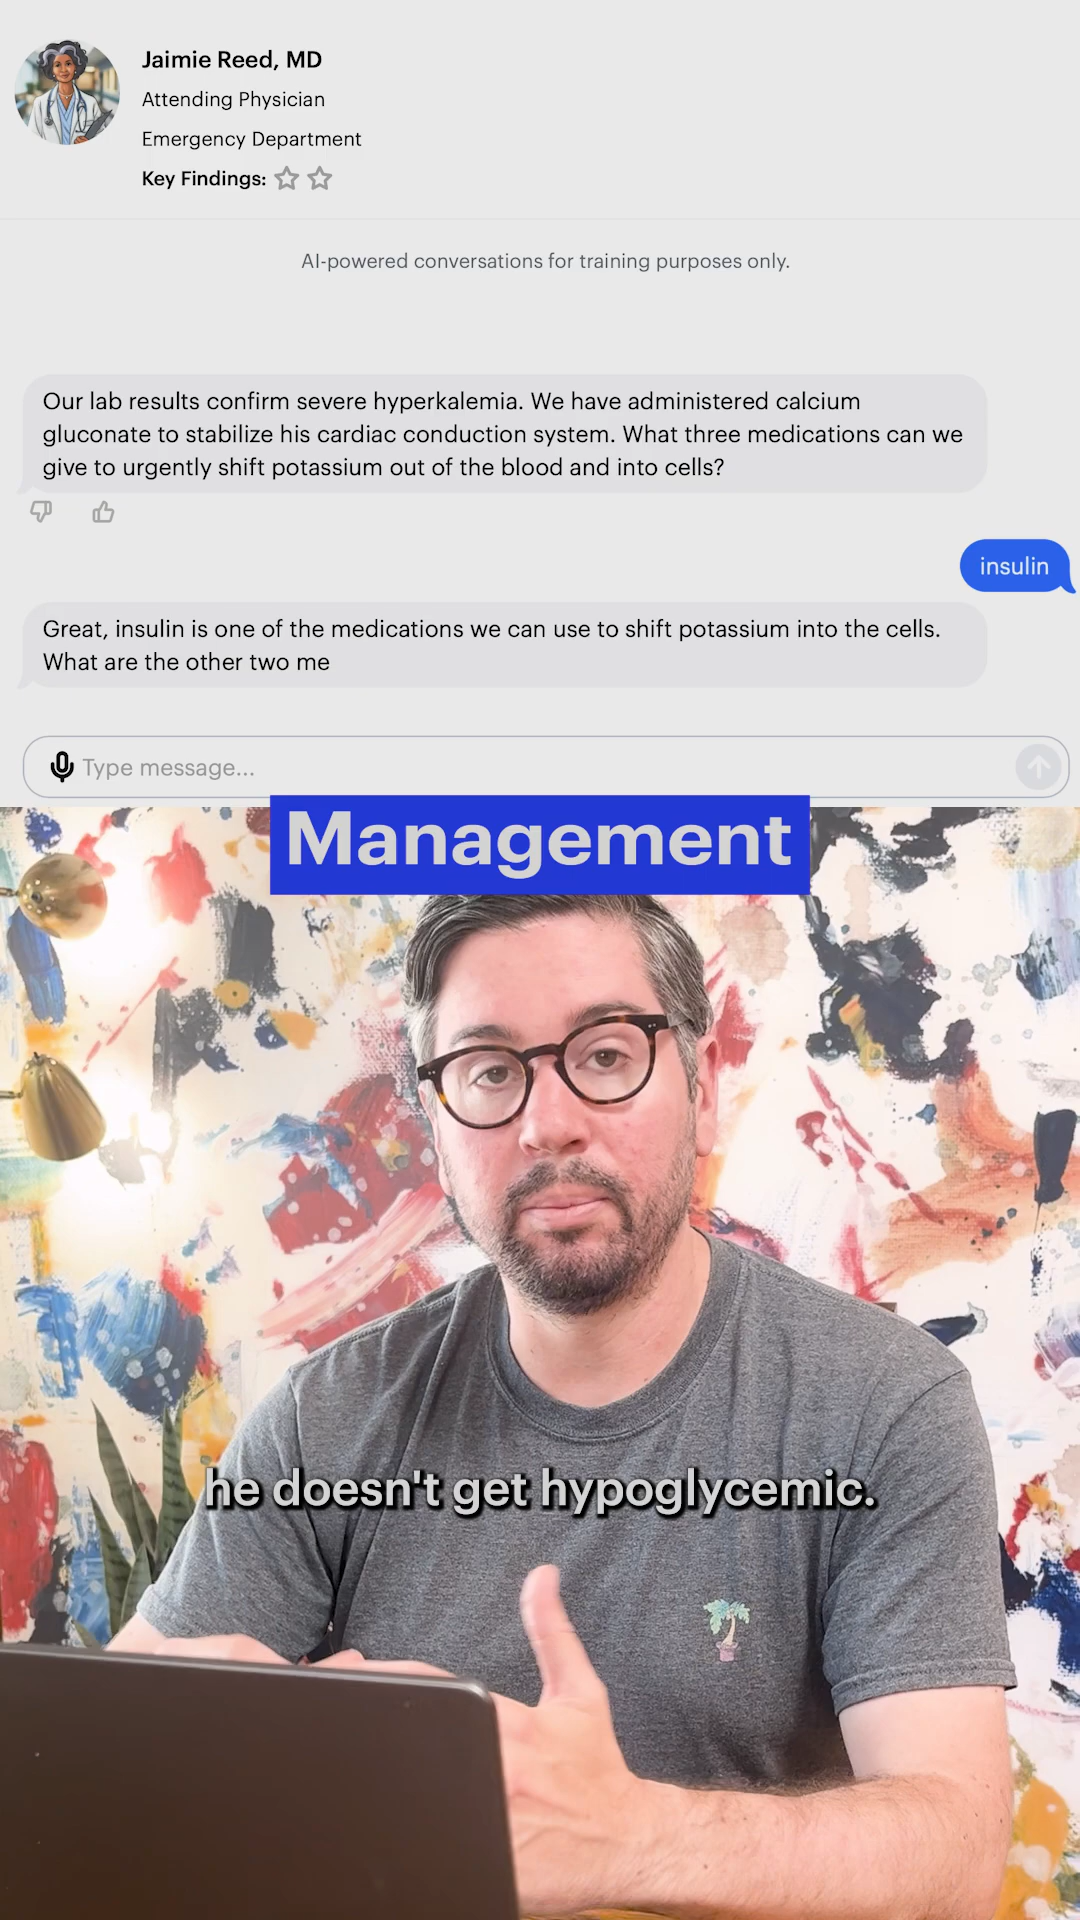 Jaimie Reed, MD
Attending Physician
Emergency Department
Key Findings:
AI-powered conversations for training purposes only.
Our lab results confirm severe hyperkalemia. We have administered calcium
gluconate to stabilize his cardiac conduction system. What three medications can we
give to urgently shift potassium out of the blood and into cells?
insulin
Great, insulin is one of the medications we can use to shift potassium into the cells.
What are the other two me
Type message...
Management
he doesn't get hypoglycemic.